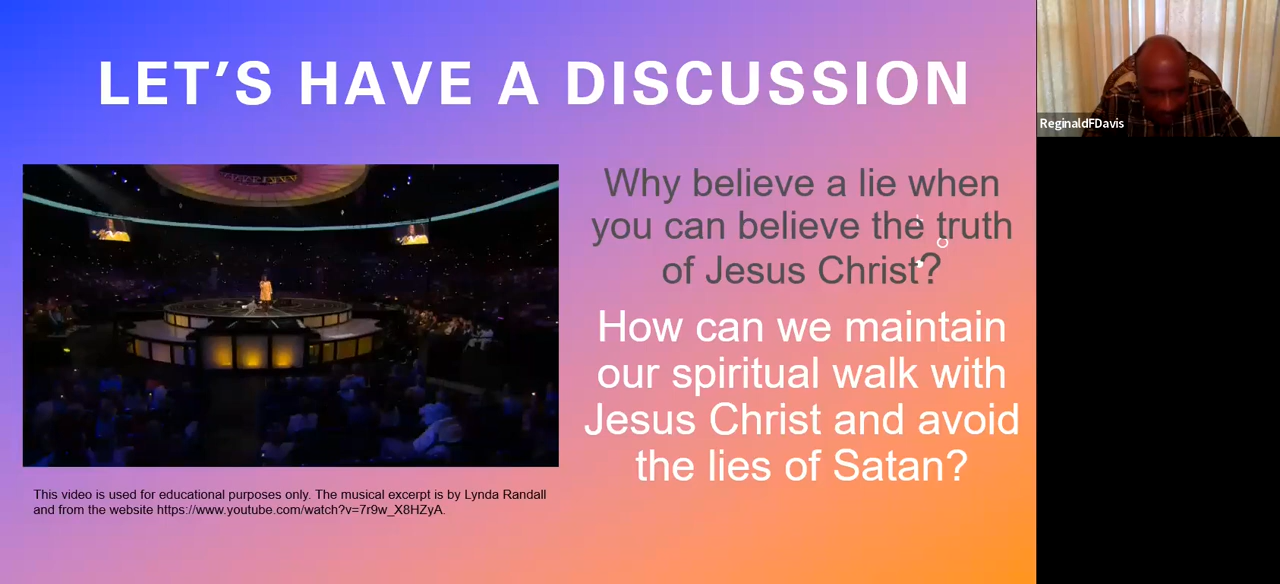 LET'S HAVE A DISCUSSION
ReginaldFDavis
Why believe a lie when
you can believe the truth
of Jesus Christ?
How can we maintain
our spiritual walk with
Jesus Christ and avoid
the lies of Satan?
This video is used for educational purposes only. The musical excerpt is by Lynda Randall
and from the website https://www.youtube.com/watch?v=7r9w_X8HZyA.